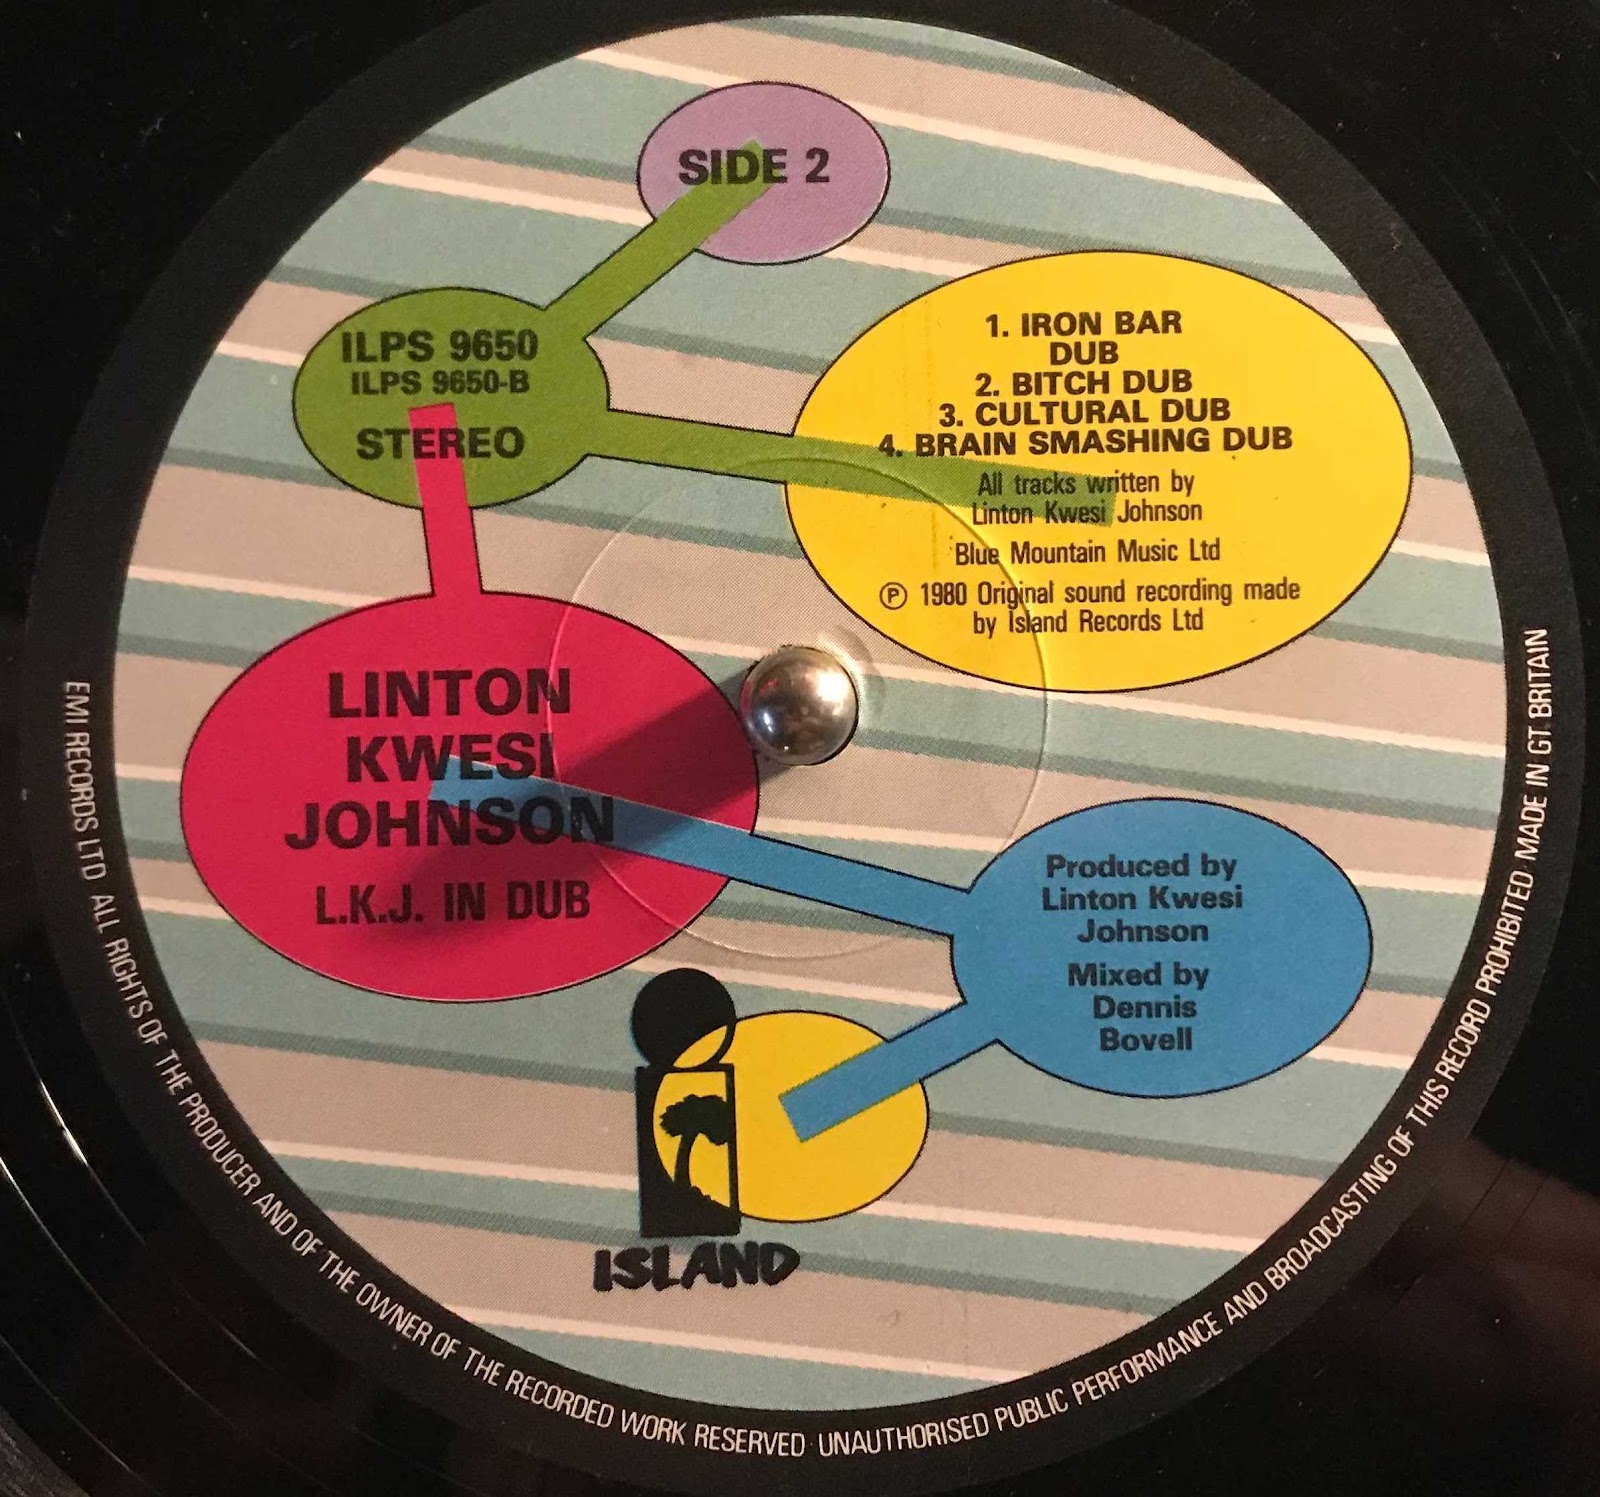 SIDE 2
ILPS 9650
ILPS 9650-B
STEREO
1. IRON BAR
DUB
2. BITCH DUB
3. CULTURAL DUB
4. BRAIN SMASHING DUB
All tracks written by
Linton Kwesi Johnson
Blue Mountain Music Ltd
Ⓟ 1980 Original sound recording made
by Island Records Ltd
LINTON
KWESI
JOHNSON
L.K.J. IN DUB
Produced by
Linton Kwesi
Johnson
Mixed by
Dennis
Bovell
ISLAND
EMI RECORDS LTD ALL RIGHTS OF THE PRODUCER AND OF THE OWNER OF THE RECORDED WORK RESERVED UNAUTHORISED PUBLIC PERFORMANCE AND BROADCASTING OF THIS RECORD PROHIBITED MADE IN GT. BRITAIN